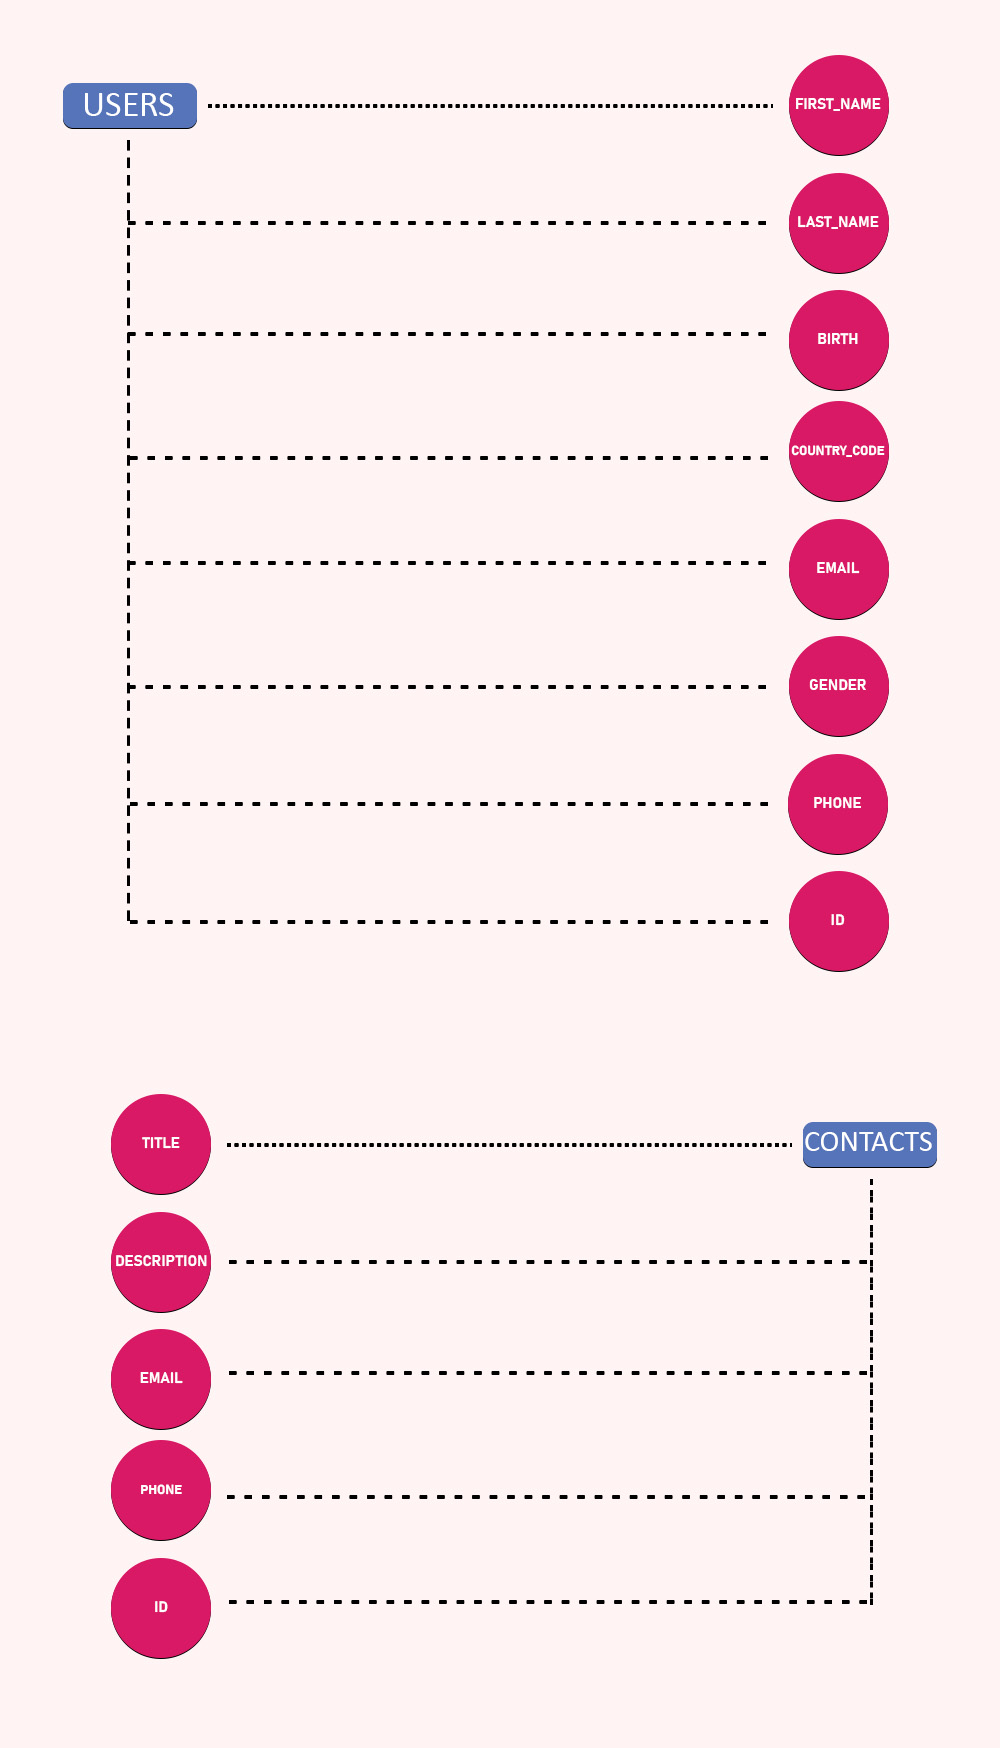 USERS
FIRST_NAME
LAST_NAME
BIRTH
COUNTRY_CODE
EMAIL
GENDER
PHONE
ID
TITLE
CONTACTS
DESCRIPTION
EMAIL
PHONE
ID